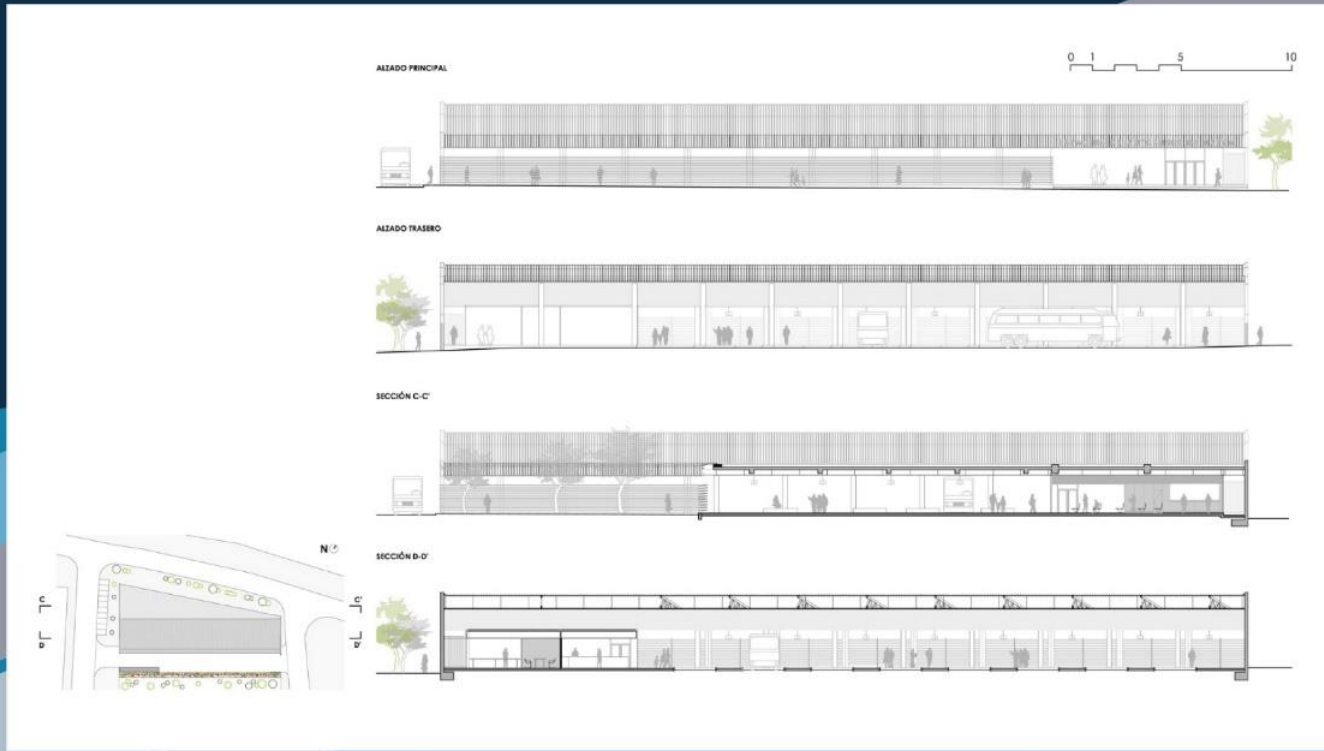 0 1 5 10
ALZADO PRINCIPAL
ALZADO TRASERO
SECCIÓN C-C'
SECCIÓN D-D'
N
C C'
D D'